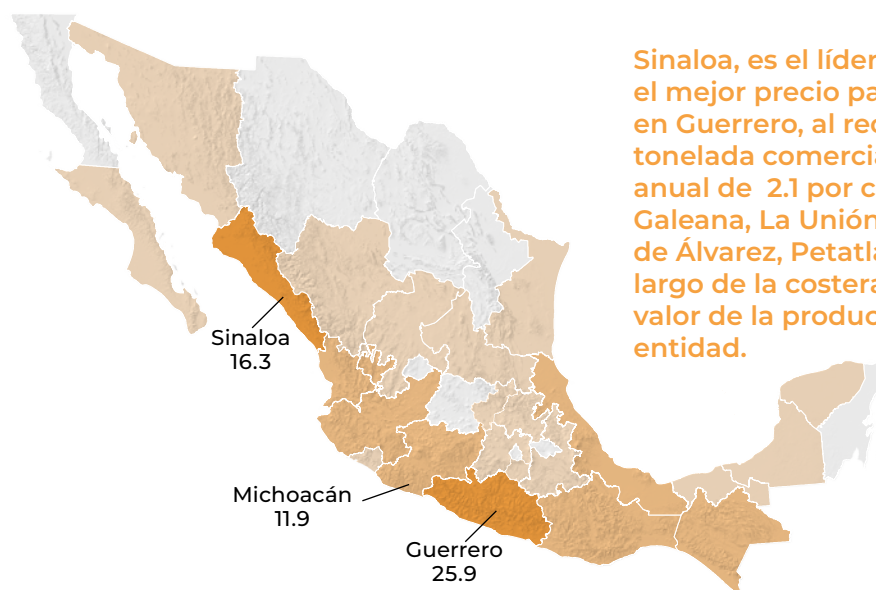 Sinaloa, es el líder
el mejor precio pa
en Guerrero, al rec
tonelada comercia
anual de 2.1 por c
Galeana, La Unión
de Álvarez, Petatla
largo de la costera
valor de la produc
entidad.
Sinaloa
16.3
Michoacán
11.9
Guerrero
25.9